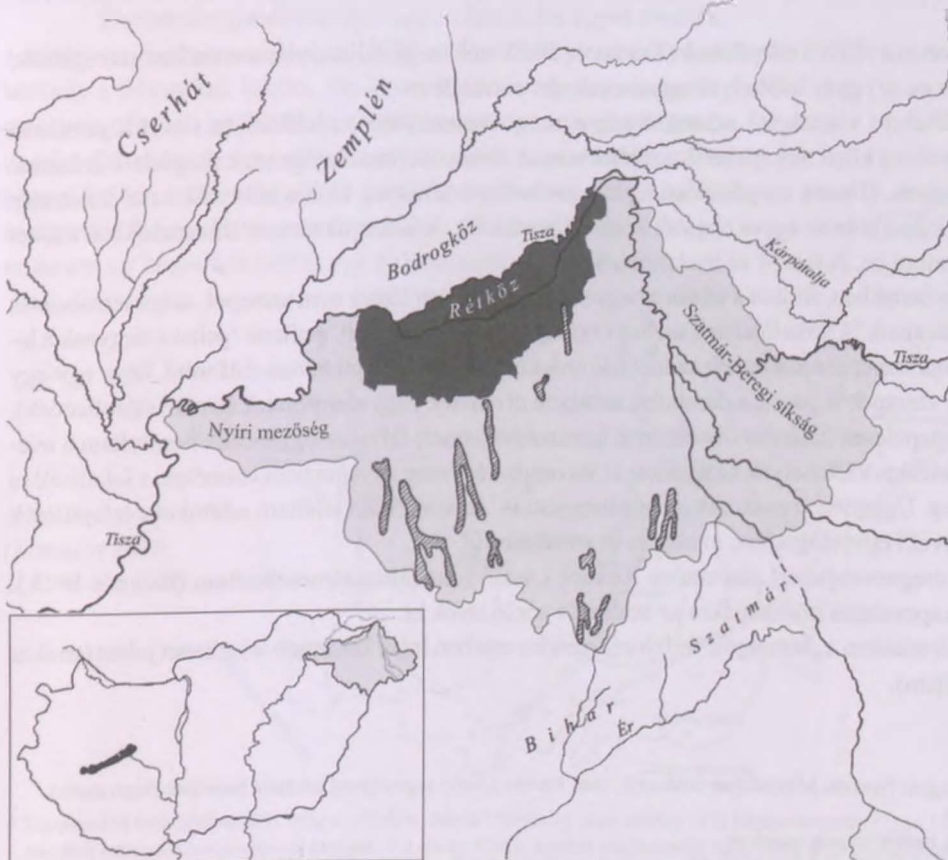 Cserhát
Zemplén
Bodrogköz
Tisza
Rétköz
Kárpátalja
Szatmár-Beregi síkság
Tisza
Nyíri mezőség
Tisza
Szatmár
Bihar
Ér